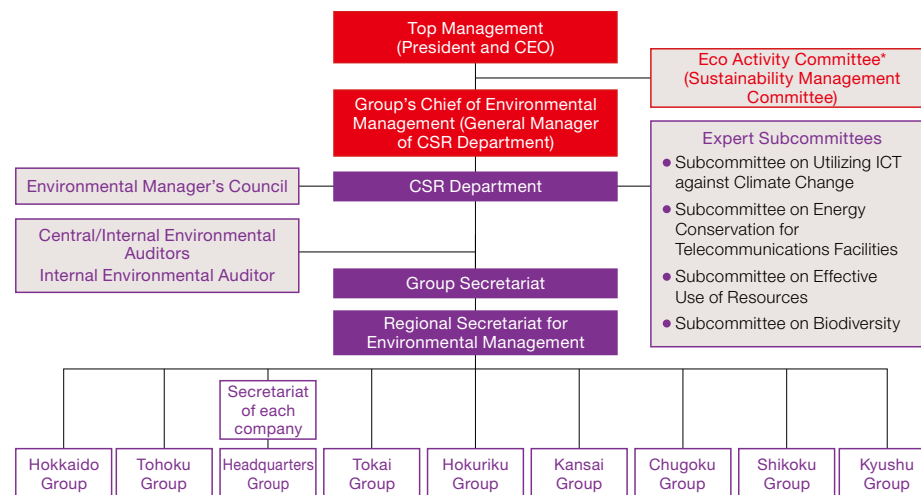 Top Management
(President and CEO)
Eco Activity Committee*
(Sustainability Management
Committee)
Group's Chief of Environmental
Management (General Manager
of CSR Department)
Expert Subcommittees
● Subcommittee on Utilizing ICT
against Climate Change
● Subcommittee on Energy
Conservation for
Telecommunications Facilities
● Subcommittee on Effective
Use of Resources
● Subcommittee on Biodiversity
Environmental Manager's Council
CSR Department
Central/Internal Environmental
Auditors
Internal Environmental Auditor
Group Secretariat
Regional Secretariat for
Environmental Management
Secretariat
of each
company
Hokkaido
Group
Tohoku
Group
Headquarters
Group
Tokai
Group
Hokuriku
Group
Kansai
Group
Chugoku
Group
Shikoku
Group
Kyushu
Group